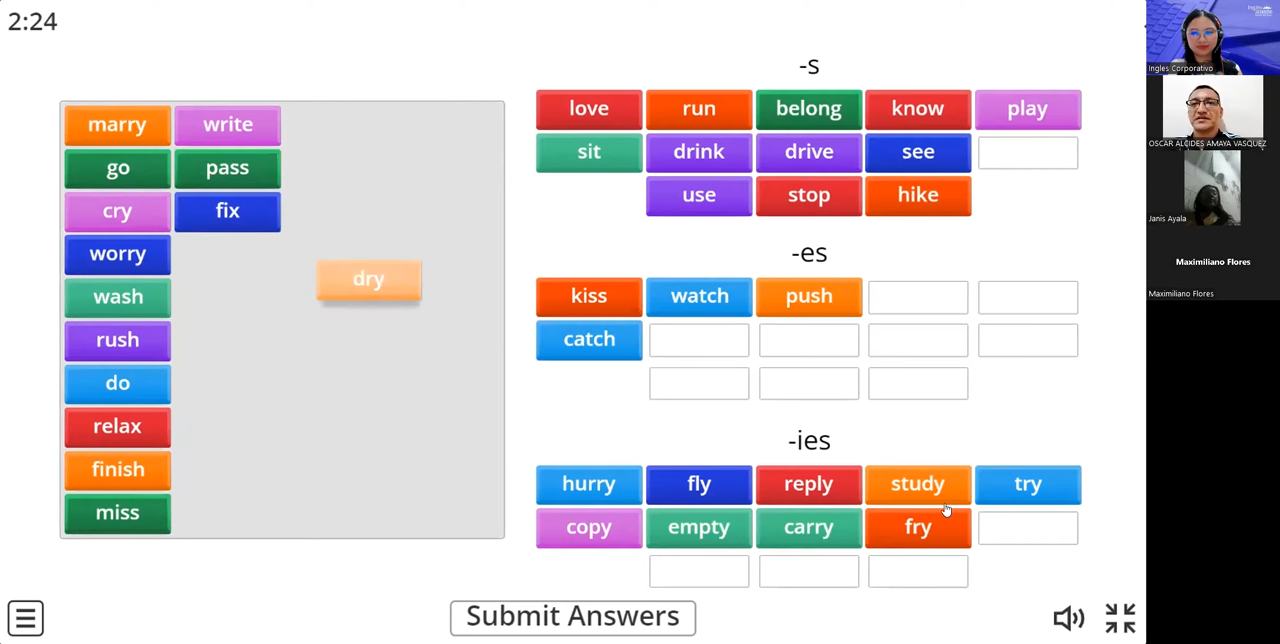 2:24
marry write
go pass
cry fix
worry
wash
rush
do
relax
finish
miss
dry
-s
love run belong know play
sit drink drive see
use stop hike
-es
kiss watch push
catch
-ies
hurry fly reply study try
copy empty carry fry
Submit Answers
Ingles Corporativo
OSCAR ALCIDES AMAYA VASQUEZ
Janis Ayala
Maximiliano Flores
Maximiliano Flores